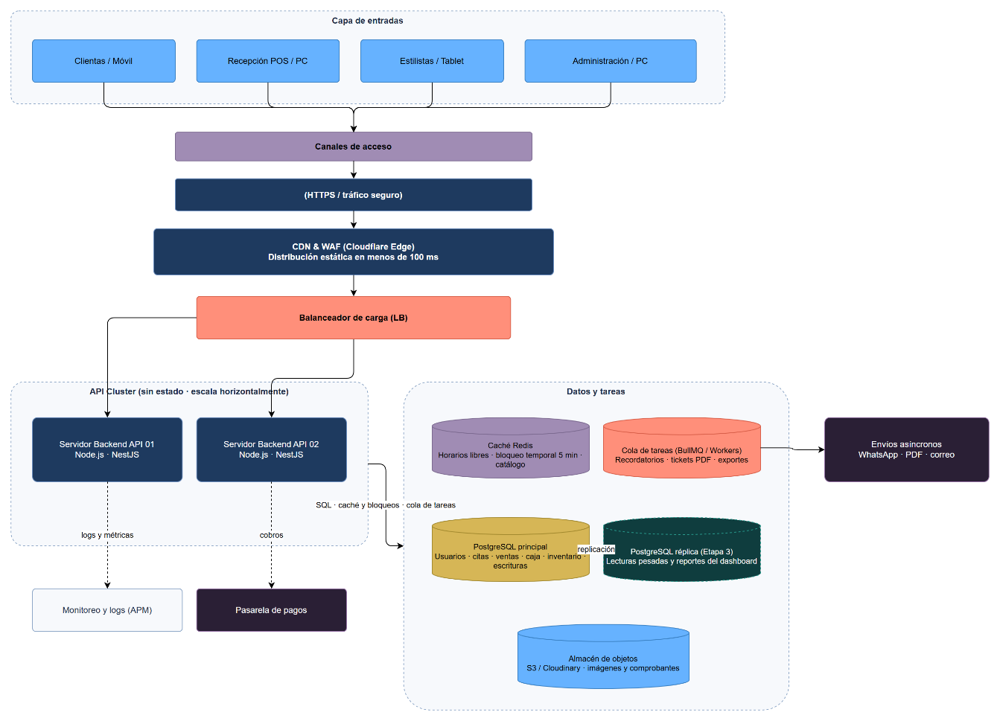 Capa de entradas
Clientas / Móvil
Recepción POS / PC
Estilistas / Tablet
Administración / PC
Canales de acceso
(HTTPS / tráfico seguro)
CDN & WAF (Cloudflare Edge)
Distribución estática en menos de 100 ms
Balanceador de carga (LB)
API Cluster (sin estado · escala horizontalmente)
Servidor Backend API 01
Node.js · NestJS
Servidor Backend API 02
Node.js · NestJS
logs y métricas
cobros
Monitoreo y logs (APM)
Pasarela de pagos
SQL · caché y bloqueos · cola de tareas
Datos y tareas
Caché Redis
Horarios libres · bloqueo temporal 5 min ·
catálogo
Cola de tareas (BullMQ / Workers)
Recordatorios · tickets PDF · exportes
Envíos asíncronos
WhatsApp · PDF · correo
PostgreSQL principal
Usuarios · citas · ventas · caja · inventario ·
escrituras
replicación
PostgreSQL réplica (Etapa 3)
Lecturas pesadas y reportes del dashboard
Almacén de objetos
S3 / Cloudinary · imágenes y comprobantes